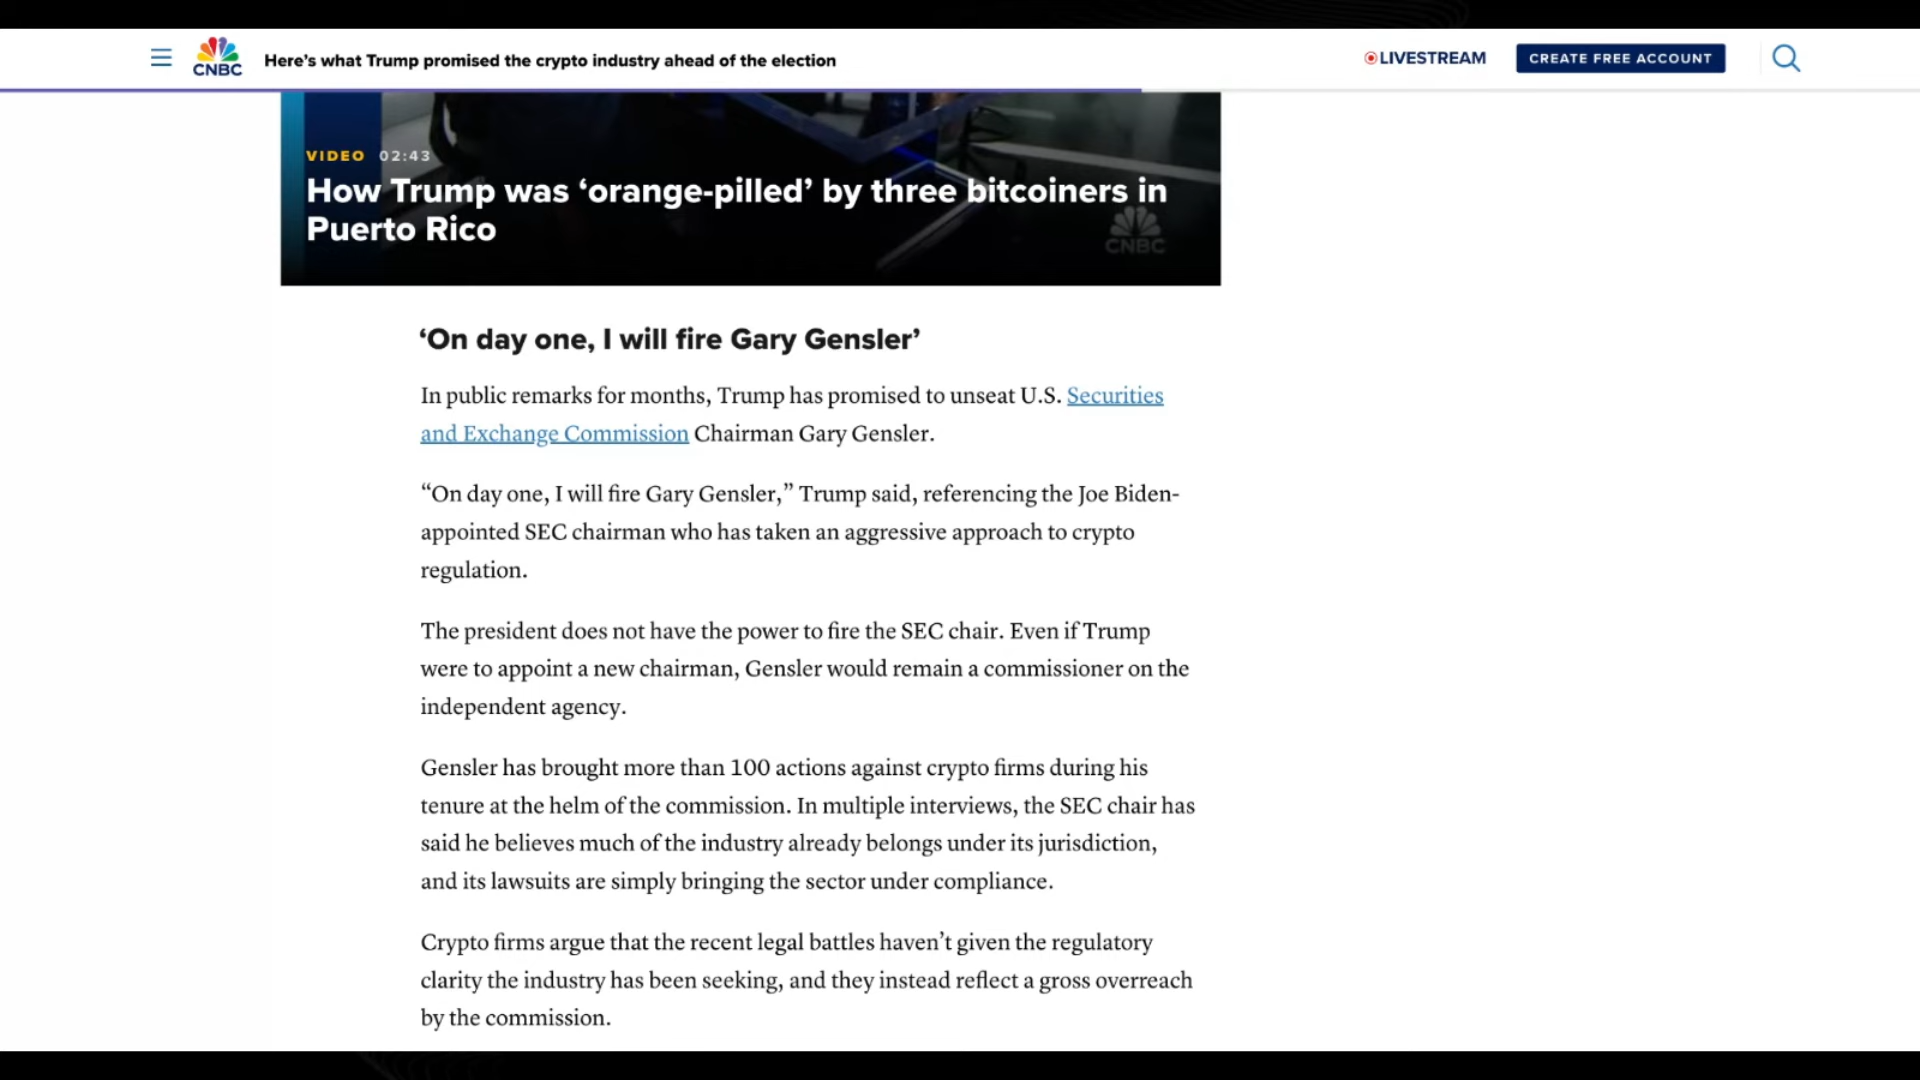 CNBC
Here’s what Trump promised the crypto industry ahead of the election
LIVESTREAM
CREATE FREE ACCOUNT
VIDEO 02:43
How Trump was ‘orange-pilled’ by three bitcoiners in
Puerto Rico
CNBC
‘On day one, I will fire Gary Gensler’
In public remarks for months, Trump has promised to unseat U.S. Securities
and Exchange Commission Chairman Gary Gensler.
“On day one, I will fire Gary Gensler,” Trump said, referencing the Joe Biden-
appointed SEC chairman who has taken an aggressive approach to crypto
regulation.
The president does not have the power to fire the SEC chair. Even if Trump
were to appoint a new chairman, Gensler would remain a commissioner on the
independent agency.
Gensler has brought more than 100 actions against crypto firms during his
tenure at the helm of the commission. In multiple interviews, the SEC chair has
said he believes much of the industry already belongs under its jurisdiction,
and its lawsuits are simply bringing the sector under compliance.
Crypto firms argue that the recent legal battles haven’t given the regulatory
clarity the industry has been seeking, and they instead reflect a gross overreach
by the commission.